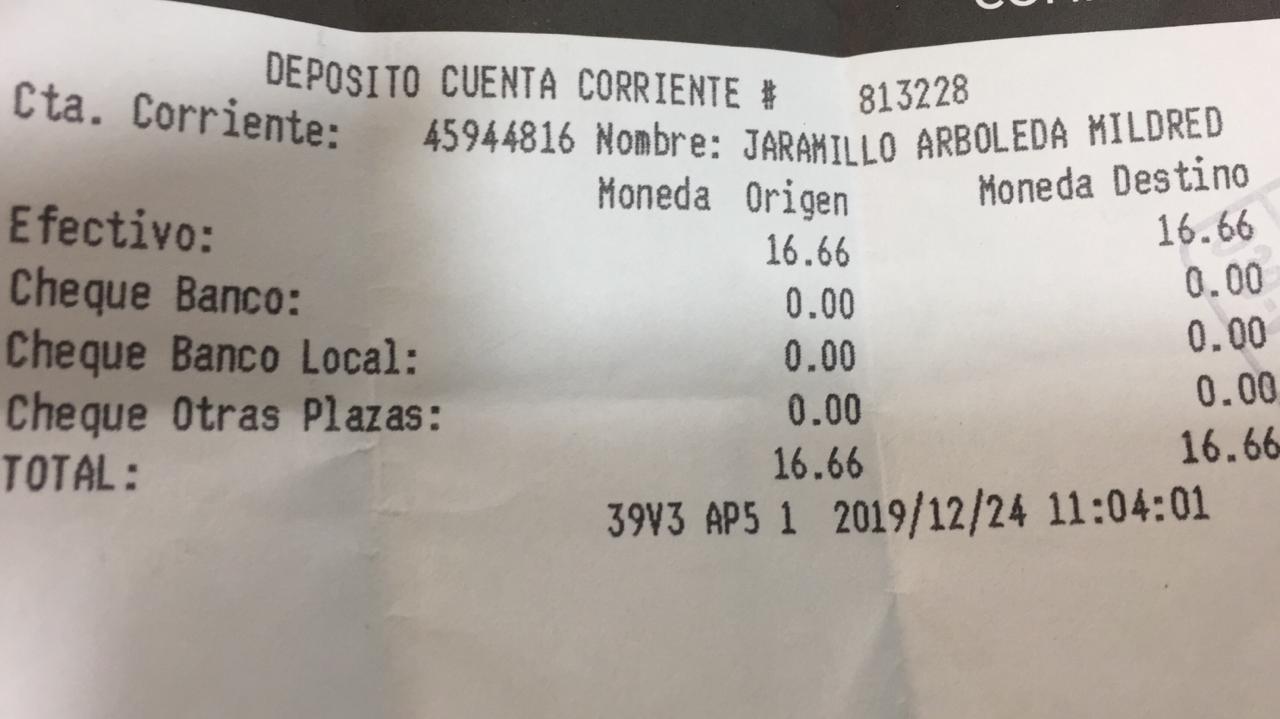 DEPOSITO CUENTA CORRIENTE # 813228
Cta. Corriente: 45944816 Nombre: JARAMILLO ARBOLEDA MILDRED
Moneda Origen Moneda Destino
Efectivo: 16.66 16.66
Cheque Banco: 0.00 0.00
Cheque Banco Local: 0.00 0.00
Cheque Otras Plazas: 0.00 0.00
TOTAL: 16.66 16.66
39V3 AP5 1 2019/12/24 11:04:01